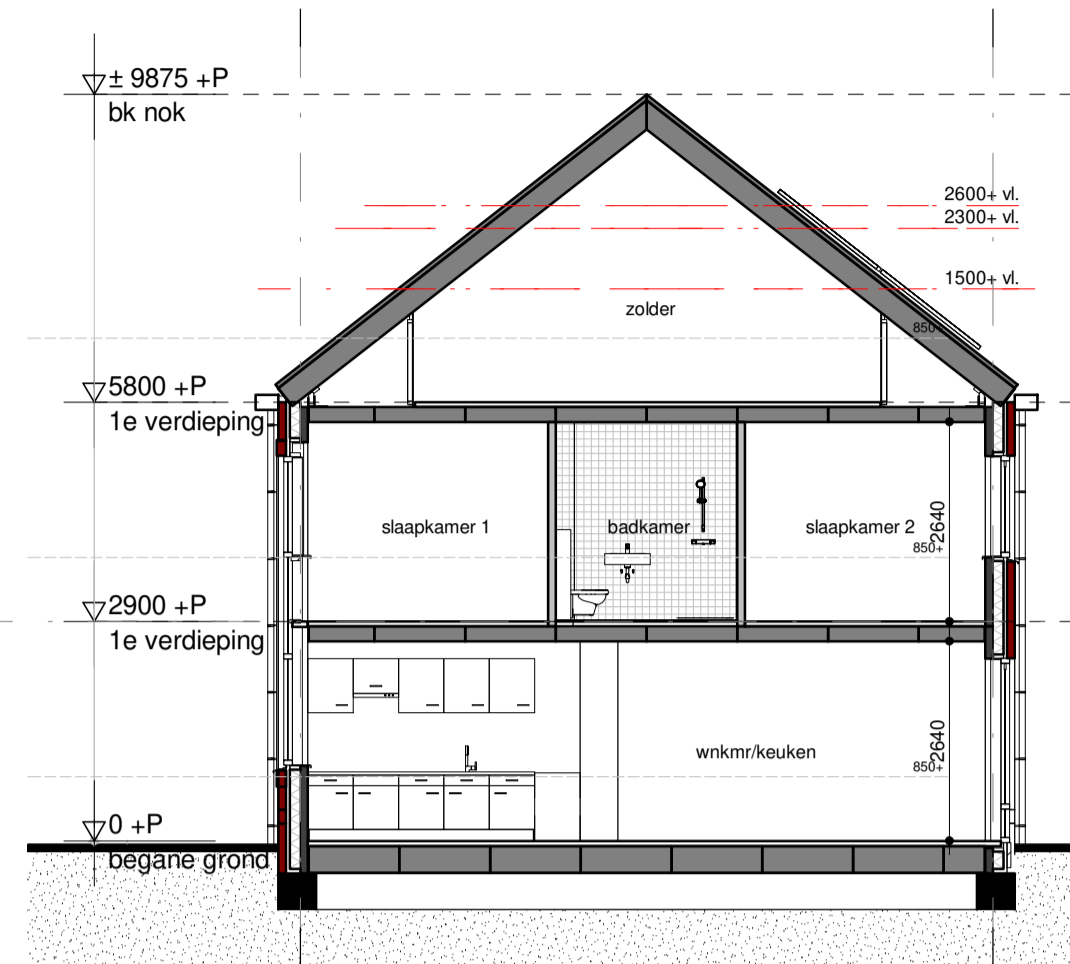 ± 9875 +P
bk nok
2600+ vl.
2300+ vl.
1500+ vl.
zolder
850+
5800 +P
1e verdieping
slaapkamer 1
badkamer
slaapkamer 2
2640
850+
2900 +P
1e verdieping
wnkmr/keuken
2640
850+
0 +P
begane grond